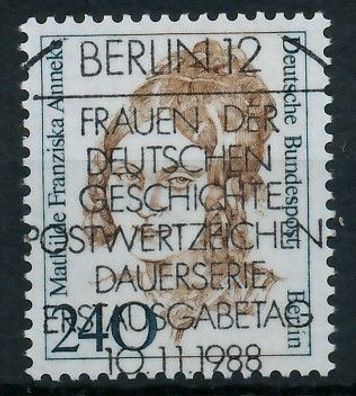 BERLIN 12
FRAUEN DER
DEUTSCHEN
GESCHICHTE
POSTWERTZEICHEN
DAUERSERIE
ERSTAUSGABETAG
10.11.1988
Mathilde Franziska Anneke
Deutsche Bundespost
Berlin
240